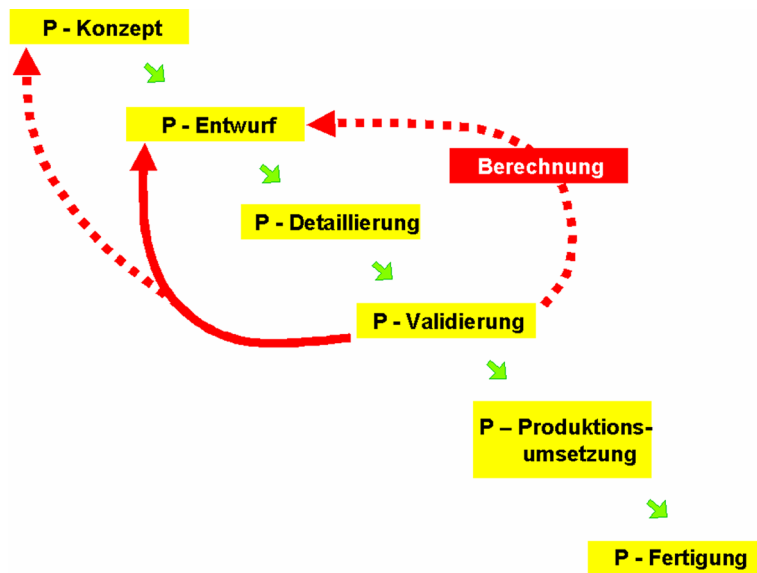 P - Konzept
P - Entwurf
Berechnung
P - Detaillierung
P - Validierung
P – Produktions-
umsetzung
P - Fertigung